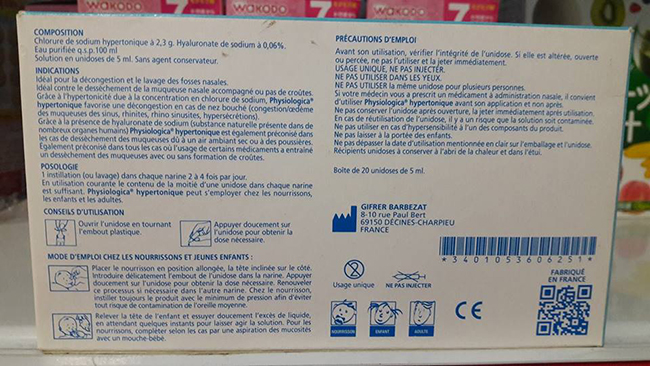 wakodo
7
wakodo
7
wakodo
7
COMPOSITION
Chlorure de sodium hypertonique à 2,3 g. Hyaluronate de sodium à 0,06%.
Eau purifiée q.s.p.100 ml
Solution en unidoses de 5 ml. Sans agent conservateur.
INDICATIONS
Idéal pour la décongestion et le lavage des fosses nasales.
Idéal contre le dessèchement de la muqueuse nasale accompagné ou pas de croûtes.
Grâce à l'hypertonicité due à la concentration en chlorure de sodium, Physiologica®
hypertonique favorise une décongestion en cas de nez bouché (congestion/œdème
des muqueuses des sinus, rhinites, rhino sinusites, hypersécrétions).
Grâce à la présence de hyaluronate de sodium (substance naturelle présente dans de
nombreux organes humains) Physiologica® hypertonique est également préconisé dans
les cas de dessèchement des muqueuses dû à un air ambiant sec ou à des poussières.
Egalement préconisé dans tous les cas où l'usage de certains médicaments a entraîné
un dessèchement des muqueuses avec ou sans formation de croûtes.
POSOLOGIE
1 instillation (ou lavage) dans chaque narine 2 à 4 fois par jour.
En utilisation courante le contenu de la moitié d'une unidose dans chaque narine
est suffisant. Physiologica® hypertonique peut s'employer chez les nourrissons,
les enfants et les adultes.
CONSEILS D'UTILISATION
Ouvrir l'unidose en tournant
l'embout plastique.
Appuyer doucement sur
l'unidose pour obtenir la
dose nécessaire.
MODE D'EMPLOI CHEZ LES NOURRISSONS ET JEUNES ENFANTS :
Placer le nourrisson en position allongée, la tête inclinée sur le côté.
Introduire délicatement l'embout de l'unidose dans la narine. Appuyer
doucement sur l'unidose pour obtenir la dose nécessaire. Renouveler
ce processus si nécessaire dans l'autre narine. Chez le nourrisson,
instiller toujours le produit avec le minimum de pression afin d'éviter
tout risque de contamination de l'oreille moyenne.
Relever la tête de l'enfant et essuyer doucement l'excès de liquide,
en attendant quelques instants pour laisser agir la solution. Pour les
nourrissons, compléter selon les cas par une aspiration des mucosités
avec un mouche-bébé.
PRÉCAUTIONS D'EMPLOI
Avant son utilisation, vérifier l'intégrité de l'unidose. Si elle est altérée, ouverte
ou percée, ne pas l'utiliser et la jeter immédiatement.
USAGE UNIQUE, NE PAS INJECTER.
NE PAS UTILISER DANS LES YEUX.
NE PAS UTILISER la même unidose pour plusieurs personnes.
Si votre médecin vous a prescrit un médicament à administration nasale, il convient
d'utiliser Physiologica® hypertonique avant son application et non après.
Ne pas conserver l'unidose après ouverture, la jeter immédiatement après utilisation.
En cas de réutilisation de l'unidose, il y a un risque que la solution soit contaminée.
Ne pas utiliser en cas d'hypersensibilité à l'un des composants du produit.
Ne pas laisser à la portée des enfants.
Ne pas dépasser la date d'utilisation mentionnée en clair sur l'emballage et l'unidose.
Récipients unidoses à conserver à l'abri de la chaleur et dans l'étui.
Boîte de 20 unidoses de 5 ml.
GIFRER BARBEZAT
8-10 rue Paul Bert
69150 DÉCINES-CHARPIEU
FRANCE
*3401053606251*
Usage unique
NE PAS INJECTER
FABRIQUÉ
EN FRANCE
NOURRISSON
ENFANT
ADULTE
CE